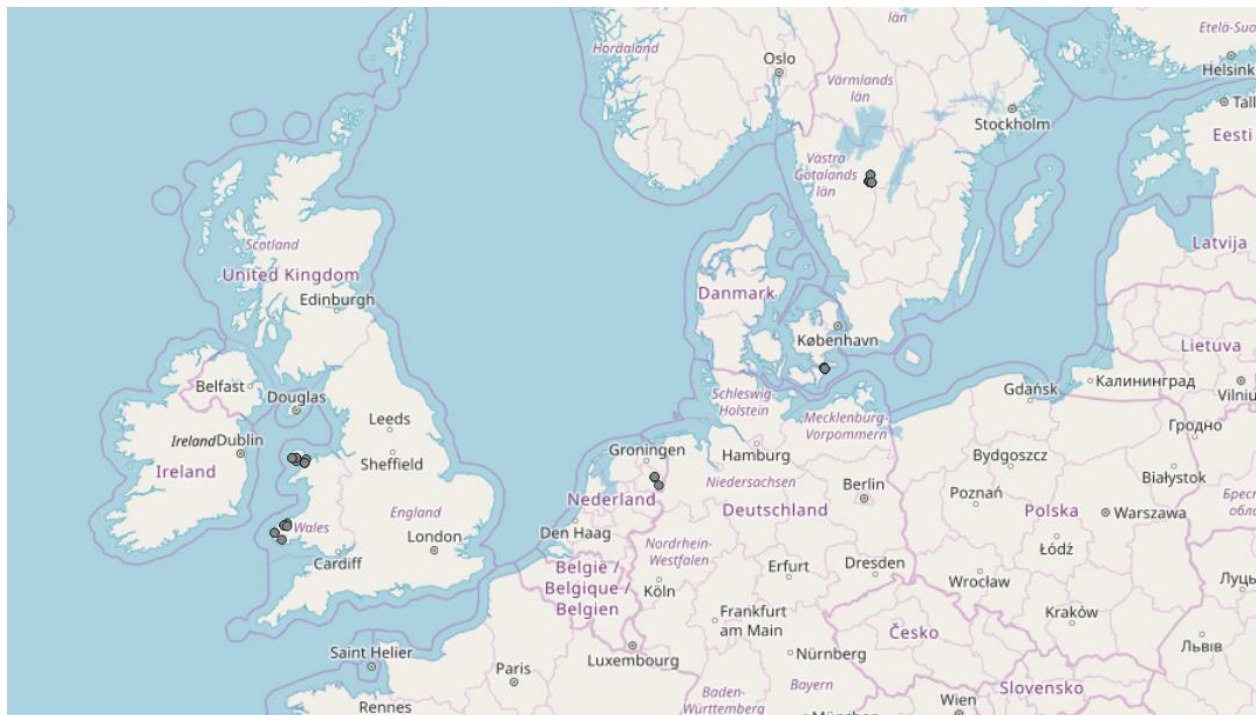 län
län
Etelä-Suo
Hordaland
Oslo
Helsink
Värmlands
län
Tall
Stockholm
Eesti
Västra
Götalands
län
Latvija
Scotland
United Kingdom
Danmark
Edinburgh
København
Lietuva
Belfast
Douglas
Gdańsk
Калининград
Vilniu
Schleswig-
Holstein
Mecklenburg-
Vorpommern
Leeds
Гродно
Ireland
Dublin
Groningen
Hamburg
Bydgoszcz
Sheffield
Ireland
Niedersachsen
Białystok
Berlin
Poznań
Nederland
Deutschland
Polska
Warszawa
Брес
обла
England
Wales
London
Den Haag
Nordrhein-
Westfalen
Łódź
Cardiff
België /
Belgique /
Belgien
Erfurt
Dresden
Wrocław
Луць
Köln
Frankfurt
am Main
Kraków
Česko
Львів
Saint Helier
Paris
Luxembourg
Nürnberg
Slovensko
Rennes
Baden-
Württemberg
Bayern
Wien
München